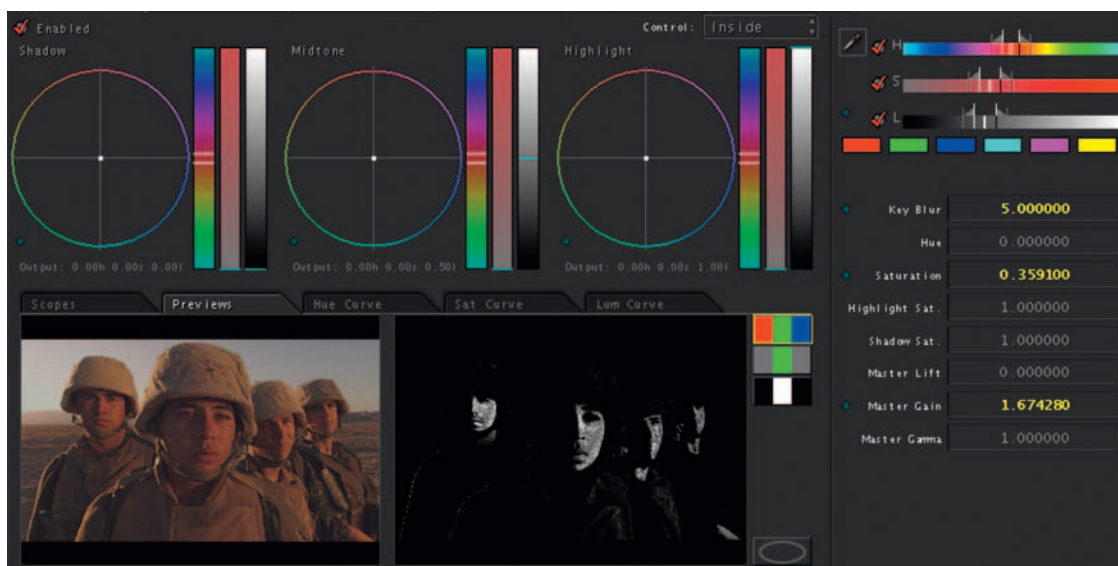 Enabled
Control: Inside
Shadow
Midtone
Highlight
H
S
L
Output: 0.00h 0.00s 0.00l
Output: 0.00h 0.00s 0.50l
Output: 0.00h 0.00s 1.00l
Scopes
Previews
Hue Curve
Sat Curve
Lum Curve
Key Blur 5.000000
Hue 0.000000
Saturation 0.359100
Highlight Sat. 1.000000
Shadow Sat. 1.000000
Master Lift 0.000000
Master Gain 1.674280
Master Gamma 1.000000